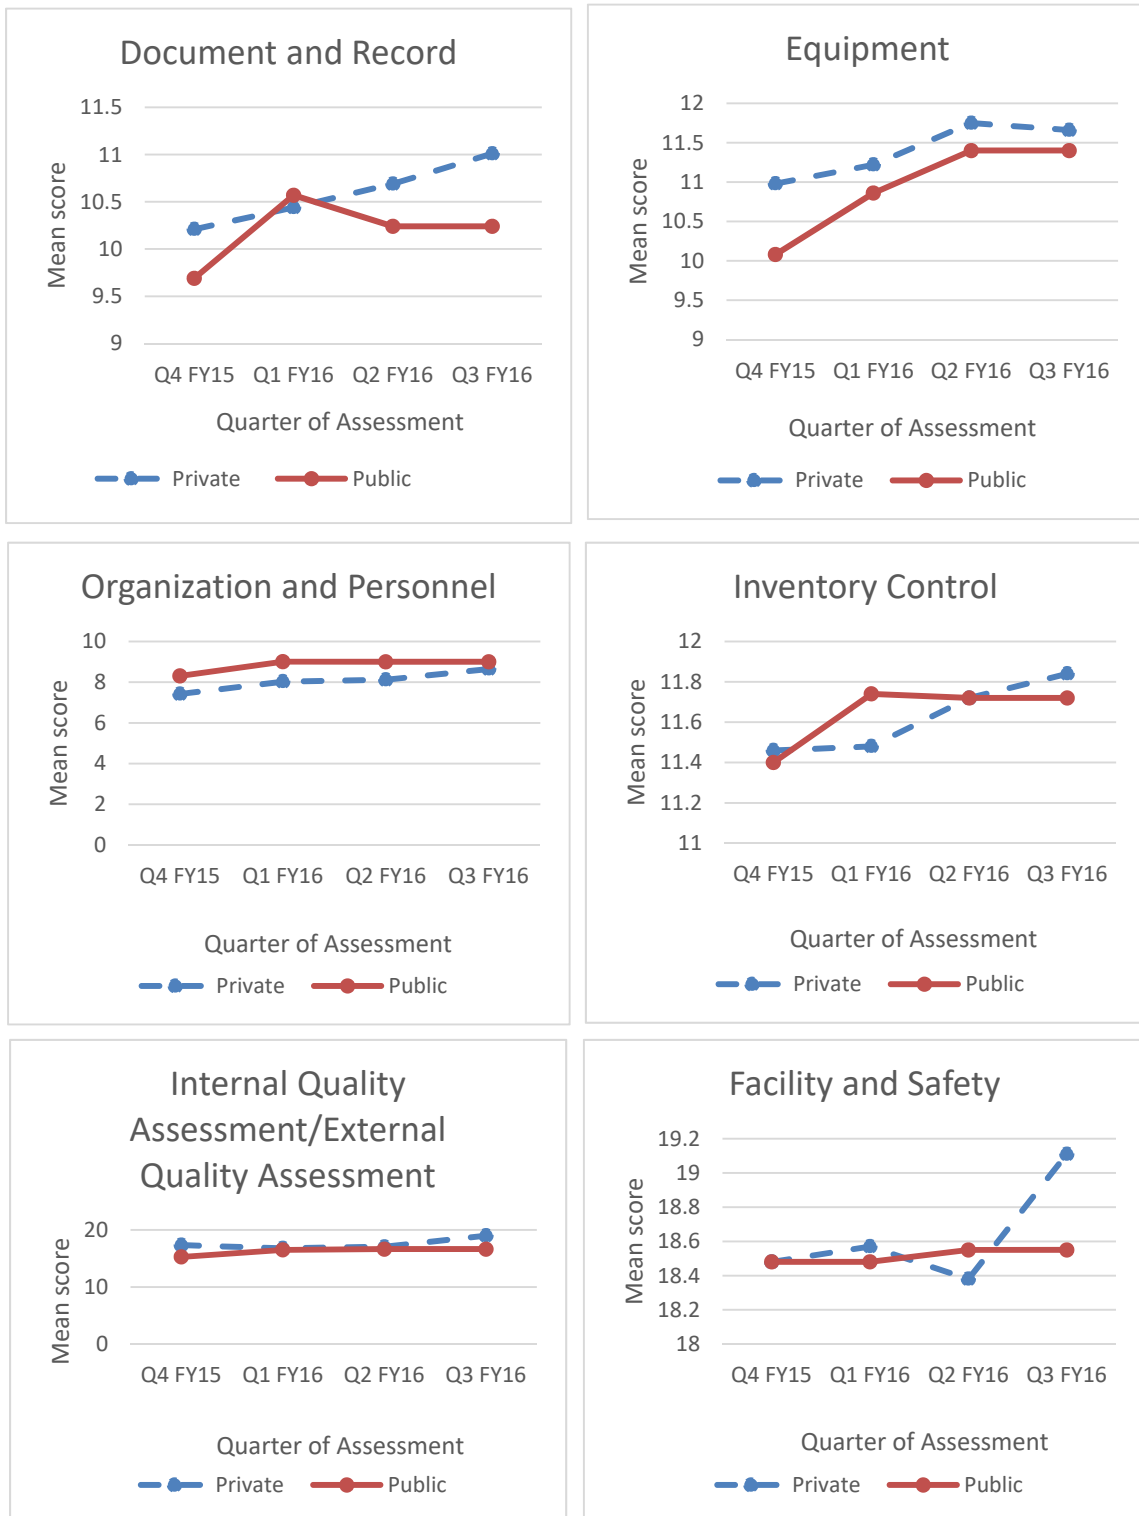 Document and Record
11.5
11
10.5
10
9.5
9
Mean score
Q4 FY15 Q1 FY16 Q2 FY16 Q3 FY16
Quarter of Assessment
Private Public
Equipment
12
11.5
11
10.5
10
9.5
9
Mean score
Q4 FY15 Q1 FY16 Q2 FY16 Q3 FY16
Quarter of Assessment
Private Public
Organization and Personnel
10
8
6
4
2
0
Mean score
Q4 FY15 Q1 FY16 Q2 FY16 Q3 FY16
Quarter of Assessment
Private Public
Inventory Control
12
11.8
11.6
11.4
11.2
11
Mean score
Q4 FY15 Q1 FY16 Q2 FY16 Q3 FY16
Quarter of Assessment
Private Public
Internal Quality
Assessment/External
Quality Assessment
20
10
0
Mean score
Q4 FY15 Q1 FY16 Q2 FY16 Q3 FY16
Quarter of Assessment
Private Public
Facility and Safety
19.2
19
18.8
18.6
18.4
18.2
18
Mean score
Q4 FY15 Q1 FY16 Q2 FY16 Q3 FY16
Quarter of Assessment
Private Public